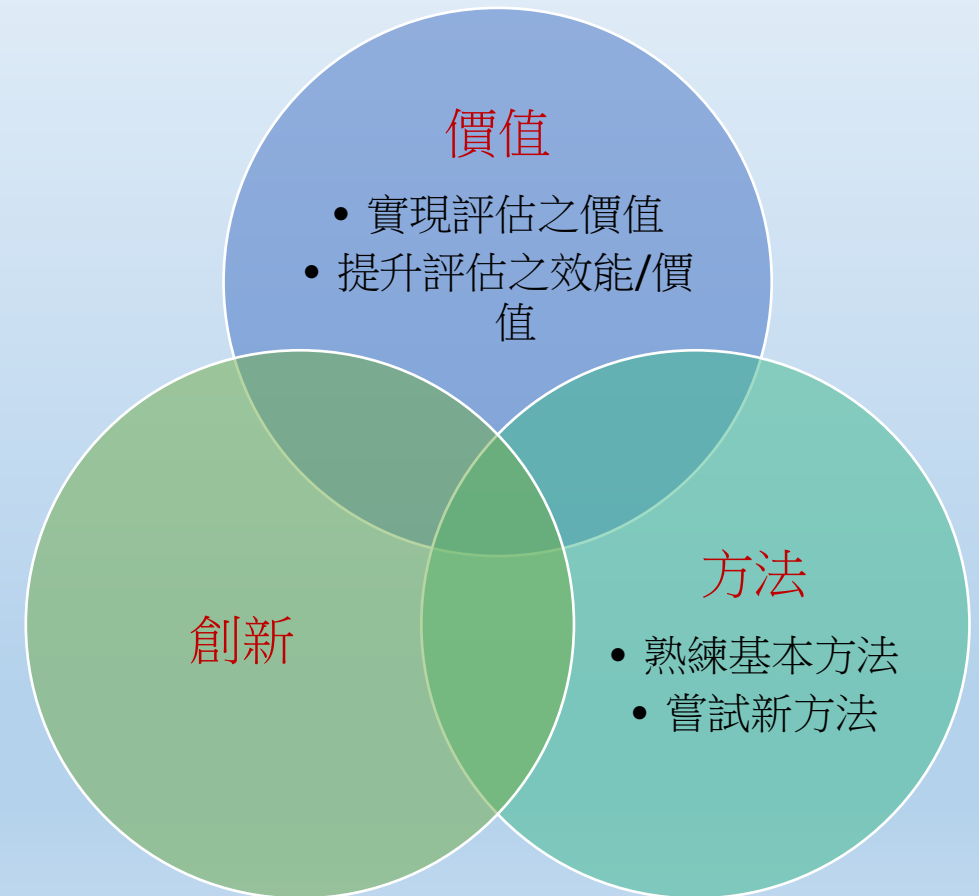 價值
• 實現評估之價值
• 提升評估之效能/價
值
創新
方法
• 熟練基本方法
• 嘗試新方法